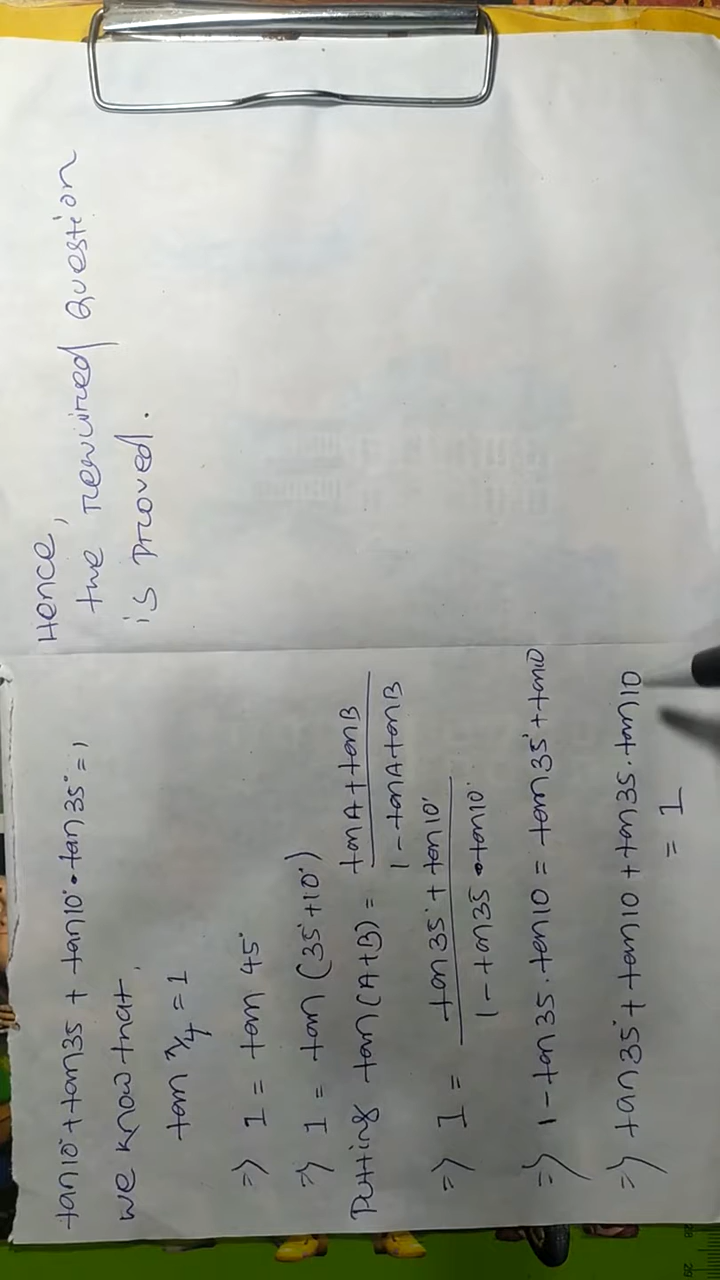 tan10° + tan35 + tan10°·tan35° = 1
we know that,
tan π/4 = 1
=> 1 = tan 45°
=> 1 = tan (35°+10°)
Putting tan(A+B) = (tanA + tanB)/(1 - tanA+tanB)
=> 1 = (tan35° + tan10°)/(1 - tan35 • tan10°)
=> 1 - tan35·tan10 = tan35° + tan10
=> tan35° + tan10 + tan35·tan10
= 1
Hence,
the required question
is proved.
28 29